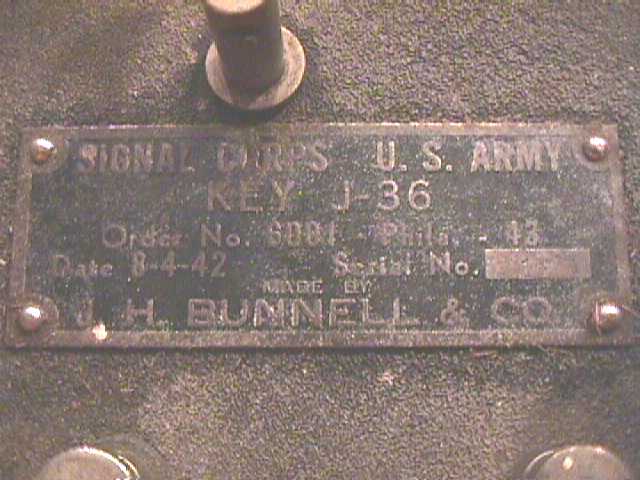 SIGNAL CORPS U. S. ARMY
KEY J-36
Order No. 6001 - Phila. - 43
Date 8-4-42 Serial No.
MADE BY
J. H. BUNNELL & CO.